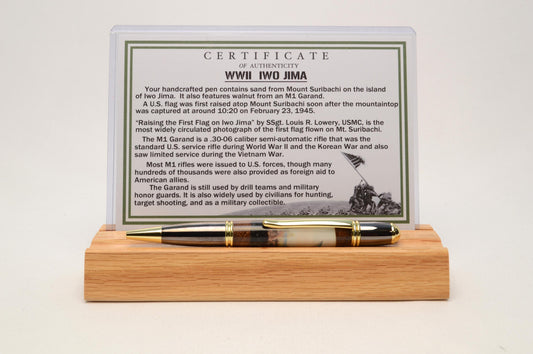 CERTIFICATE
OF AUTHENTICITY
WWII IWO JIMA
Your handcrafted pen contains sand from Mount Suribachi on the island
of Iwo Jima. It also features walnut from an M1 Garand.
A U.S. flag was first raised atop Mount Suribachi soon after the mountaintop
was captured at around 10:20 on February 23, 1945.
"Raising the First Flag on Iwo Jima" by SSgt. Louis R. Lowery, USMC, is the
most widely circulated photograph of the first flag flown on Mt. Suribachi.
The M1 Garand is a .30-06 caliber semi-automatic rifle that was the
standard U.S. service rifle during World War II and the Korean War and also
saw limited service during the Vietnam War.
Most M1 rifles were issued to U.S. forces, though many
hundreds of thousands were also provided as foreign aid to
American allies.
The Garand is still used by drill teams and military
honor guards. It is also widely used by civilians for hunting,
target shooting, and as a military collectible.